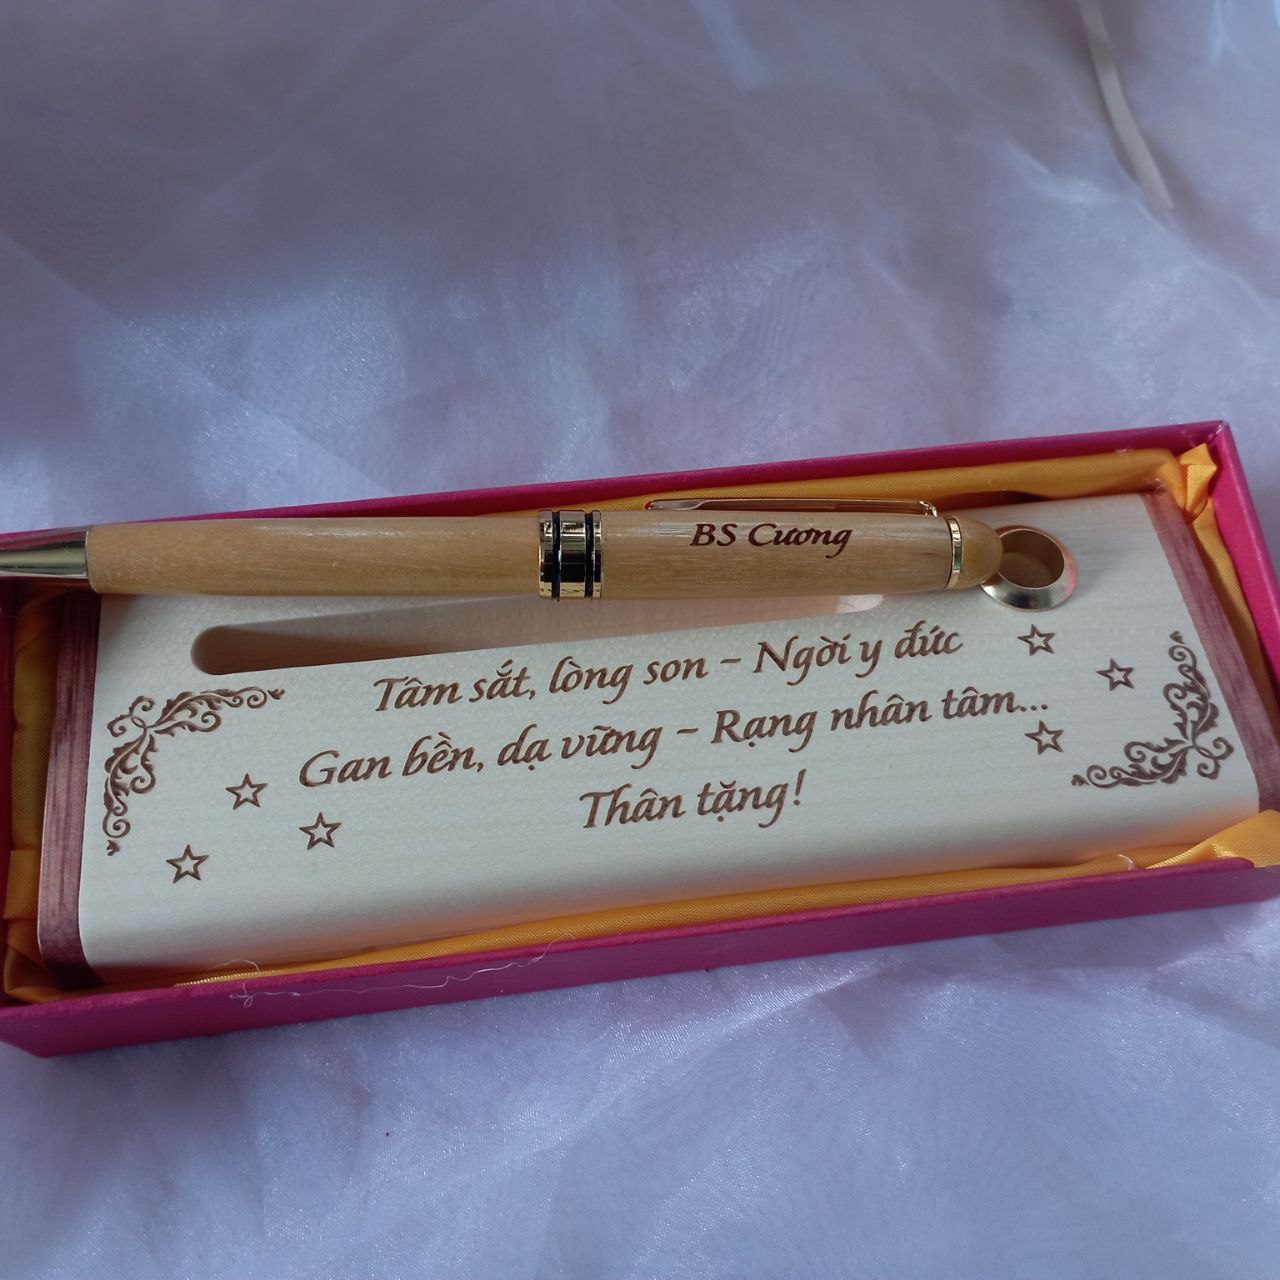 BS Cương
Tâm sắt, lòng son – Ngời y đức
Gan bền, dạ vững – Rạng nhân tâm...
Thân tặng!